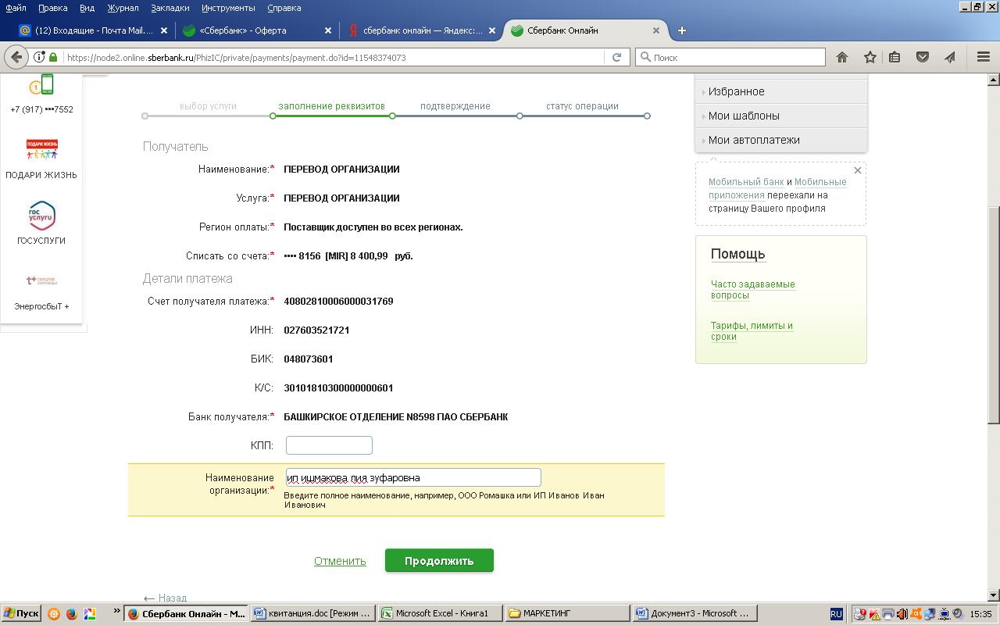 Файл Правка Вид Журнал Закладки Инструменты Справка
(12) Входящие - Почта Mail.... × «Сбербанк» - Оферта × сбербанк онлайн — Яндекс:... × Сбербанк Онлайн × +
https://node2.online.sberbank.ru/PhizIC/private/payments/payment.do?id=11548374073 Поиск
+7 (917) •••7552
ПОДАРИ ЖИЗНЬ
ПОДАРИ ЖИЗНЬ
гос
услуги
ГОСУСЛУГИ
ЭнергосбыТ +
выбор услуги заполнение реквизитов подтверждение статус операции
Получатель
Наименование:* ПЕРЕВОД ОРГАНИЗАЦИИ
Услуга:* ПЕРЕВОД ОРГАНИЗАЦИИ
Регион оплаты:* Поставщик доступен во всех регионах.
Списать со счета:* •••• 8156 [MIR] 8 400,99 руб.
Детали платежа
Счет получателя платежа:* 40802810006000031769
ИНН: 027603521721
БИК: 048073601
К/С: 30101810300000000601
Банк получателя:* БАШКИРСКОЕ ОТДЕЛЕНИЕ N8598 ПАО СБЕРБАНК
КПП:
Наименование
организации:*
ип ишмакова лия зуфаровна
Введите полное наименование, например, ООО Ромашка или ИП Иванов Иван
Иванович
Отменить Продолжить
← Назад
Избранное
Мои шаблоны
Мои автоплатежи
Мобильный банк и Мобильные
приложения переехали на
страницу Вашего профиля
Помощь
Часто задаваемые
вопросы
Тарифы, лимиты и
сроки
Пуск » Сбербанк Онлайн - М... квитанция.doc [Режим ... Microsoft Excel - Книга1 МАРКЕТИНГ Документ3 - Microsoft ... RU 15:35